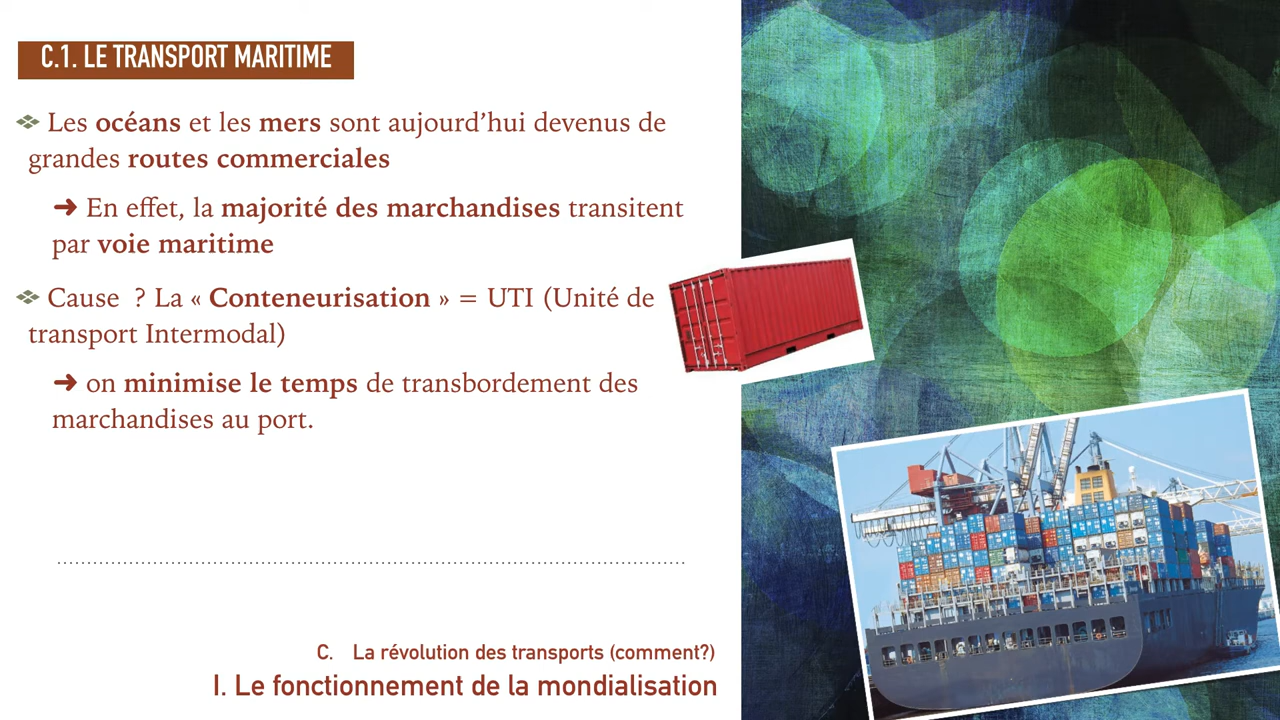 C.1. LE TRANSPORT MARITIME
❖ Les océans et les mers sont aujourd’hui devenus de
grandes routes commerciales
➜ En effet, la majorité des marchandises transitent
par voie maritime
❖ Cause  ? La « Conteneurisation » = UTI (Unité de
transport Intermodal)
➜ on minimise le temps de transbordement des
marchandises au port.
C. La révolution des transports (comment?)
I. Le fonctionnement de la mondialisation